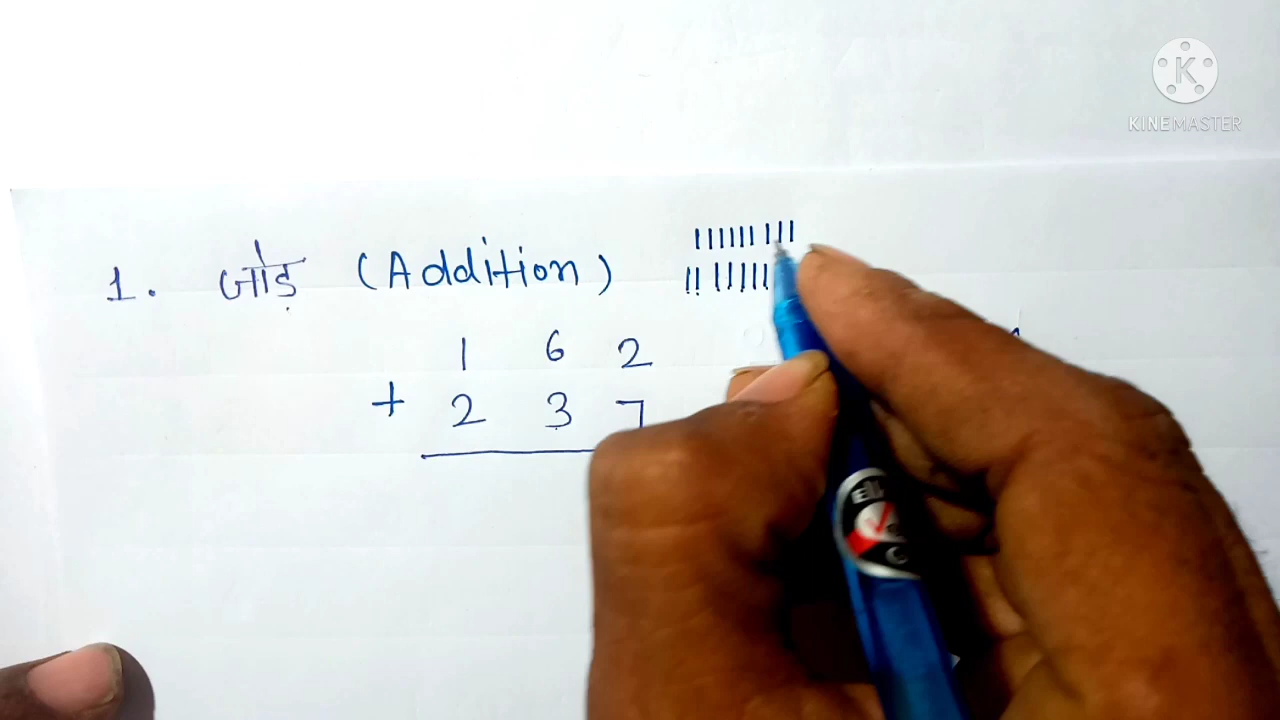 1. जोड़ (Addition)
1 6 2
+ 2 3 7
K
KINEMASTER